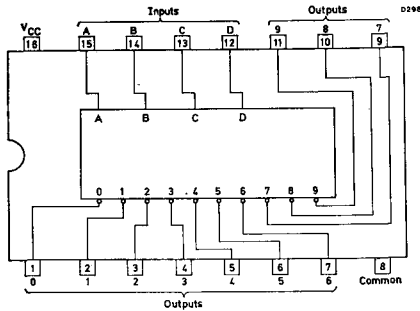 Inputs Outputs D298
VCC A B C D 9 8 7
16 15 14 13 12 11 10 9
A B C D
0 1 2 3 4 5 6 7 8 9
1 2 3 4 5 6 7 8
0 1 2 3 4 5 6 Common
Outputs